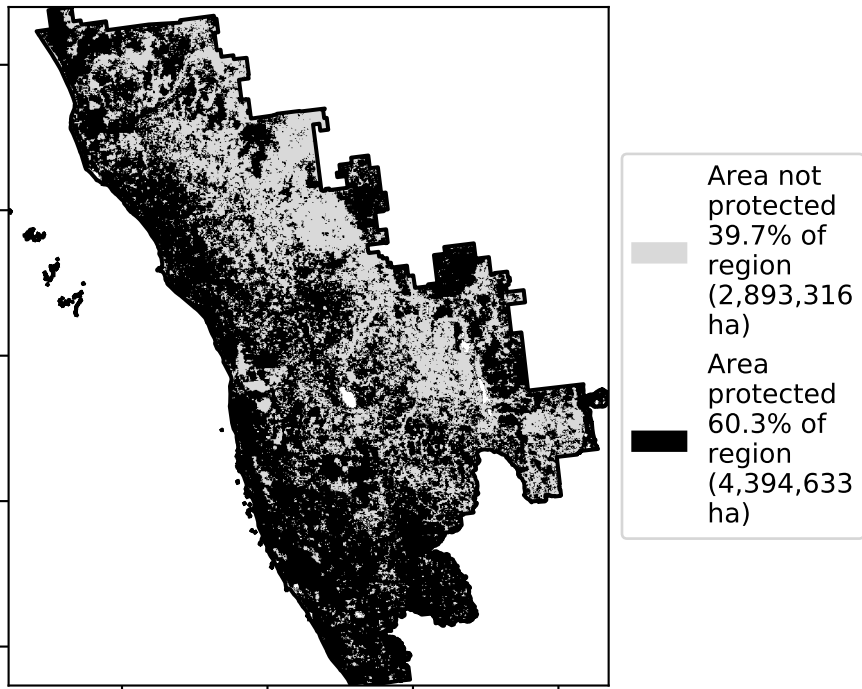 Area not
protected
39.7% of
region
(2,893,316
ha)
Area
protected
60.3% of
region
(4,394,633
ha)